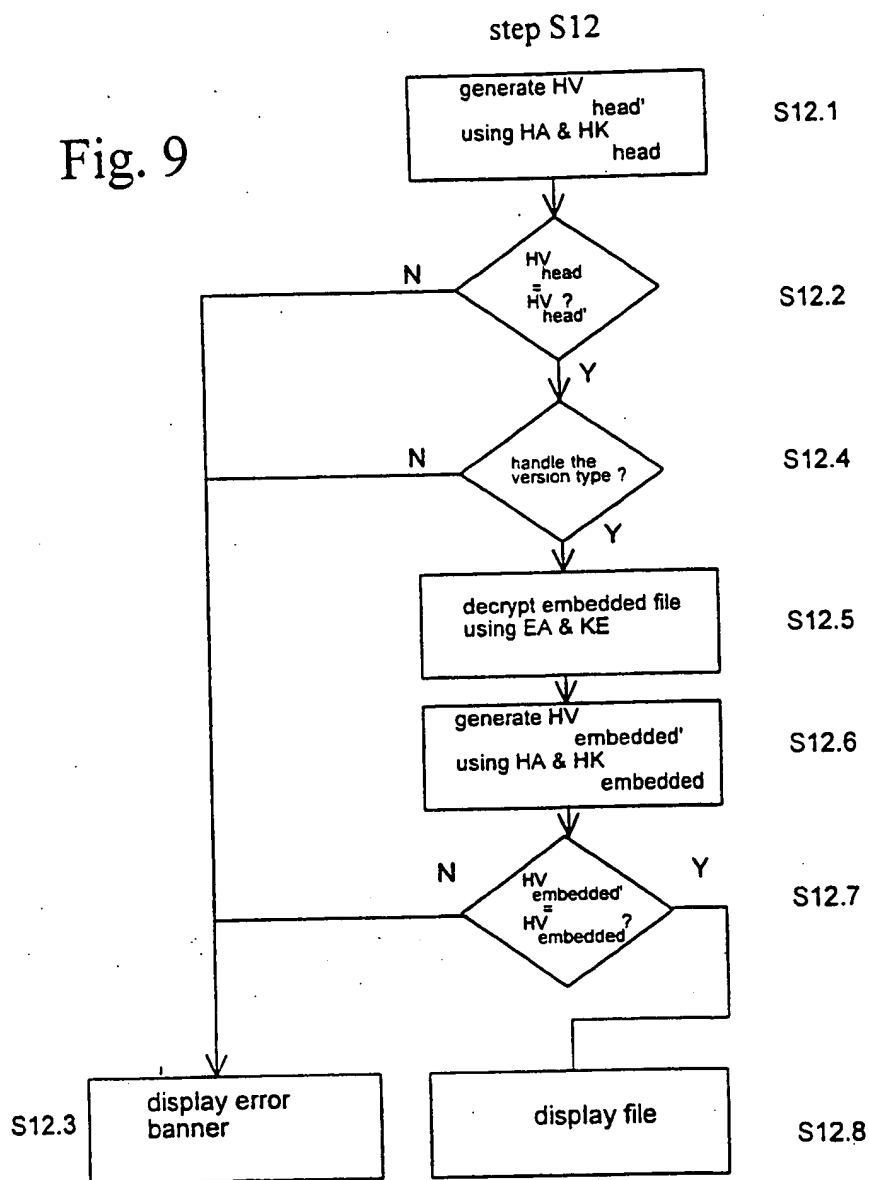 step S12
Fig. 9
generate HV
head'
using HA & HK
head
S12.1
HV
head
=
HV ?
head'
N
S12.2
Y
handle the
version type ?
N
S12.4
Y
decrypt embedded file
using EA & KE
S12.5
generate HV
embedded'
using HA & HK
embedded
S12.6
N
HV
embedded'
=
HV ?
embedded
Y
S12.7
S12.3
display error
banner
display file
S12.8